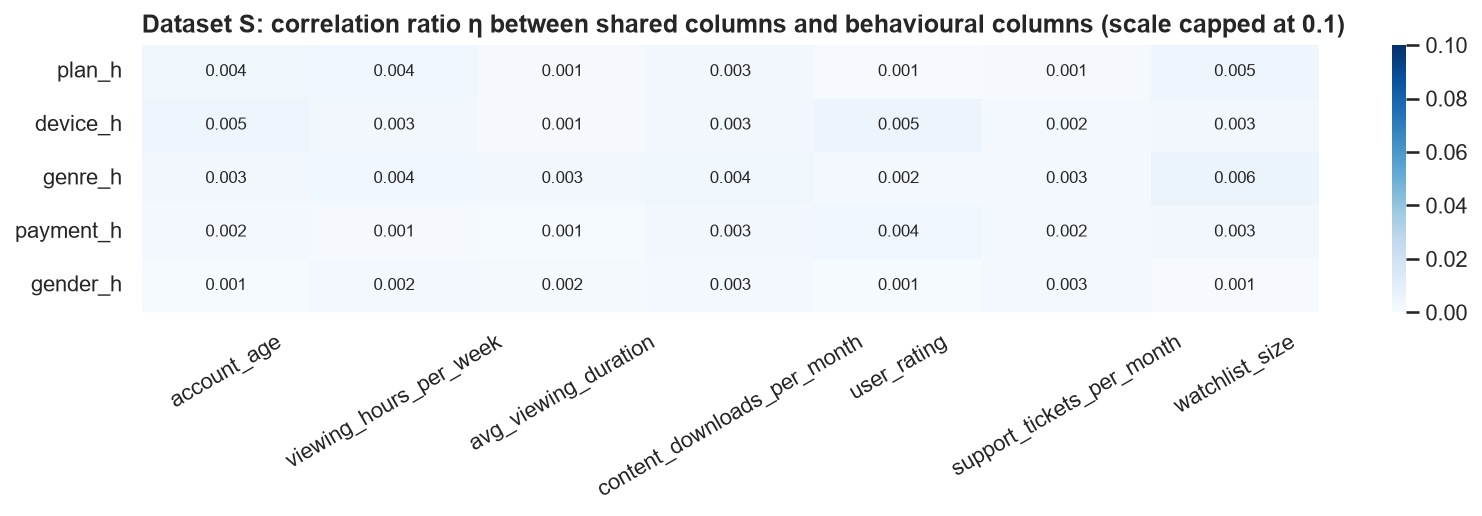 Dataset S: correlation ratio η between shared columns and behavioural columns (scale capped at 0.1)
plan_h 0.004 0.004 0.001 0.003 0.001 0.001 0.005
device_h 0.005 0.003 0.001 0.003 0.005 0.002 0.003
genre_h 0.003 0.004 0.003 0.004 0.002 0.003 0.006
payment_h 0.002 0.001 0.001 0.003 0.004 0.002 0.003
gender_h 0.001 0.002 0.002 0.003 0.001 0.003 0.001
account_age
viewing_hours_per_week
avg_viewing_duration
content_downloads_per_month
user_rating
support_tickets_per_month
watchlist_size
0.10
0.08
0.06
0.04
0.02
0.00